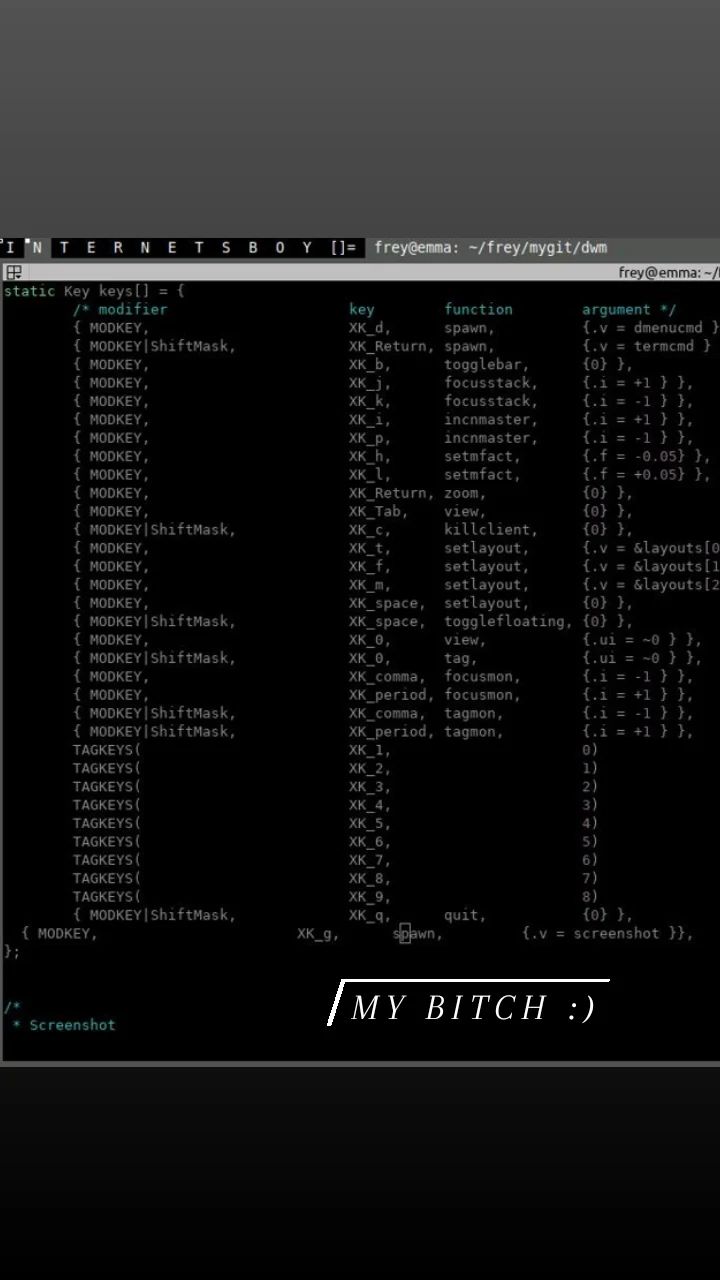 I N T E R N E T S B O Y []= frey@emma: ~/frey/mygit/dwm
frey@emma: ~/
static Key keys[] = {
/* modifier key function argument */
{ MODKEY, XK_d, spawn, {.v = dmenucmd }
{ MODKEY|ShiftMask, XK_Return, spawn, {.v = termcmd }
{ MODKEY, XK_b, togglebar, {0} },
{ MODKEY, XK_j, focusstack, {.i = +1 } },
{ MODKEY, XK_k, focusstack, {.i = -1 } },
{ MODKEY, XK_i, incnmaster, {.i = +1 } },
{ MODKEY, XK_p, incnmaster, {.i = -1 } },
{ MODKEY, XK_h, setmfact, {.f = -0.05} },
{ MODKEY, XK_l, setmfact, {.f = +0.05} },
{ MODKEY, XK_Return, zoom, {0} },
{ MODKEY, XK_Tab, view, {0} },
{ MODKEY|ShiftMask, XK_c, killclient, {0} },
{ MODKEY, XK_t, setlayout, {.v = &layouts[0
{ MODKEY, XK_f, setlayout, {.v = &layouts[1
{ MODKEY, XK_m, setlayout, {.v = &layouts[2
{ MODKEY, XK_space, setlayout, {0} },
{ MODKEY|ShiftMask, XK_space, togglefloating, {0} },
{ MODKEY, XK_0, view, {.ui = ~0 } },
{ MODKEY|ShiftMask, XK_0, tag, {.ui = ~0 } },
{ MODKEY, XK_comma, focusmon, {.i = -1 } },
{ MODKEY, XK_period, focusmon, {.i = +1 } },
{ MODKEY|ShiftMask, XK_comma, tagmon, {.i = -1 } },
{ MODKEY|ShiftMask, XK_period, tagmon, {.i = +1 } },
TAGKEYS( XK_1, 0)
TAGKEYS( XK_2, 1)
TAGKEYS( XK_3, 2)
TAGKEYS( XK_4, 3)
TAGKEYS( XK_5, 4)
TAGKEYS( XK_6, 5)
TAGKEYS( XK_7, 6)
TAGKEYS( XK_8, 7)
TAGKEYS( XK_9, 8)
{ MODKEY|ShiftMask, XK_q, quit, {0} },
{ MODKEY, XK_g, spawn, {.v = screenshot }},
};
/*
* Screenshot
MY BITCH :)